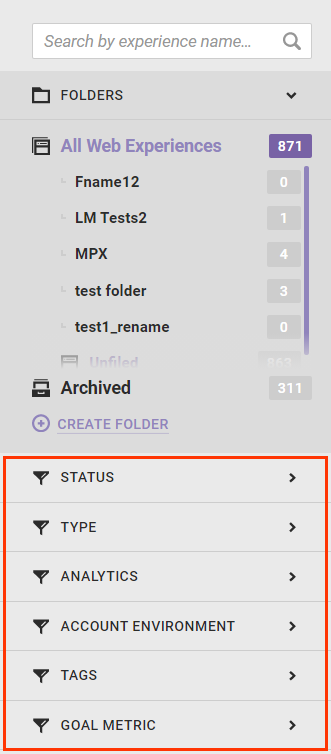 Search by experience name…
FOLDERS
All Web Experiences 871
Fname12 0
LM Tests2 1
MPX 4
test folder 3
test1_rename 0
Unfiled 863
Archived 311
CREATE FOLDER
STATUS
TYPE
ANALYTICS
ACCOUNT ENVIRONMENT
TAGS
GOAL METRIC